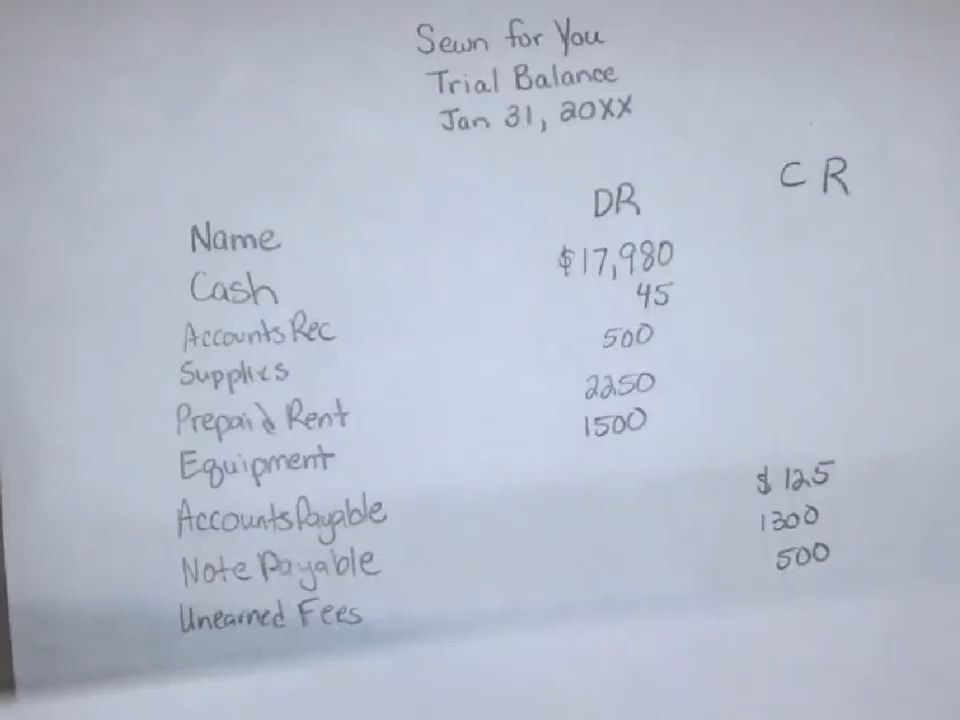 Sewn for You
Trial Balance
Jan 31, 20XX
DR CR
Name
Cash $17,980
Accounts Rec 45
Supplies 500
Prepaid Rent 2250
Equipment 1500
Accounts Payable $125
Note Payable 1300
Unearned Fees 500